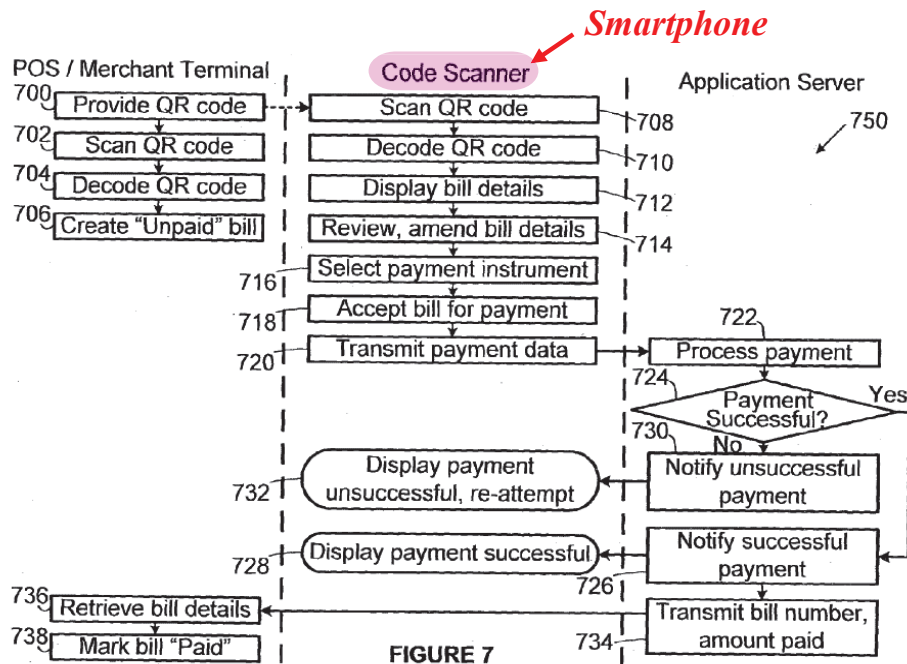 Smartphone
POS / Merchant Terminal
Code Scanner
Application Server
700
Provide QR code
Scan QR code
708
750
702
Scan QR code
Decode QR code
710
704
Decode QR code
Display bill details
712
706
Create “Unpaid” bill
Review, amend bill details
714
716
Select payment instrument
718
Accept bill for payment
722
720
Transmit payment data
Process payment
724
Payment
Successful?
Yes
730
No
Display payment
unsuccessful, re-attempt
732
Notify unsuccessful
payment
Display payment successful
728
Notify successful
payment
726
736
Retrieve bill details
Transmit bill number,
amount paid
734
738
Mark bill “Paid”
FIGURE 7